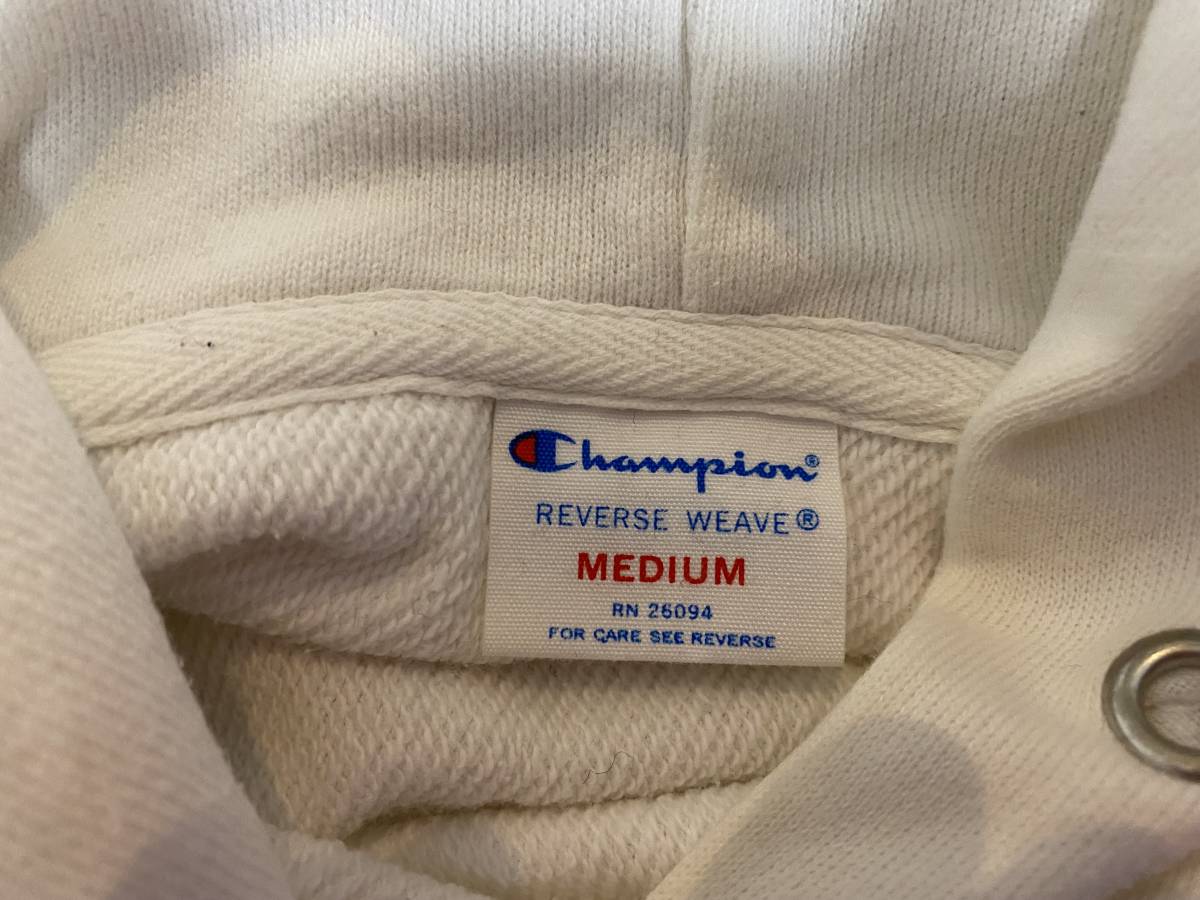 Champion®
REVERSE WEAVE®
MEDIUM
RN 26094
FOR CARE SEE REVERSE